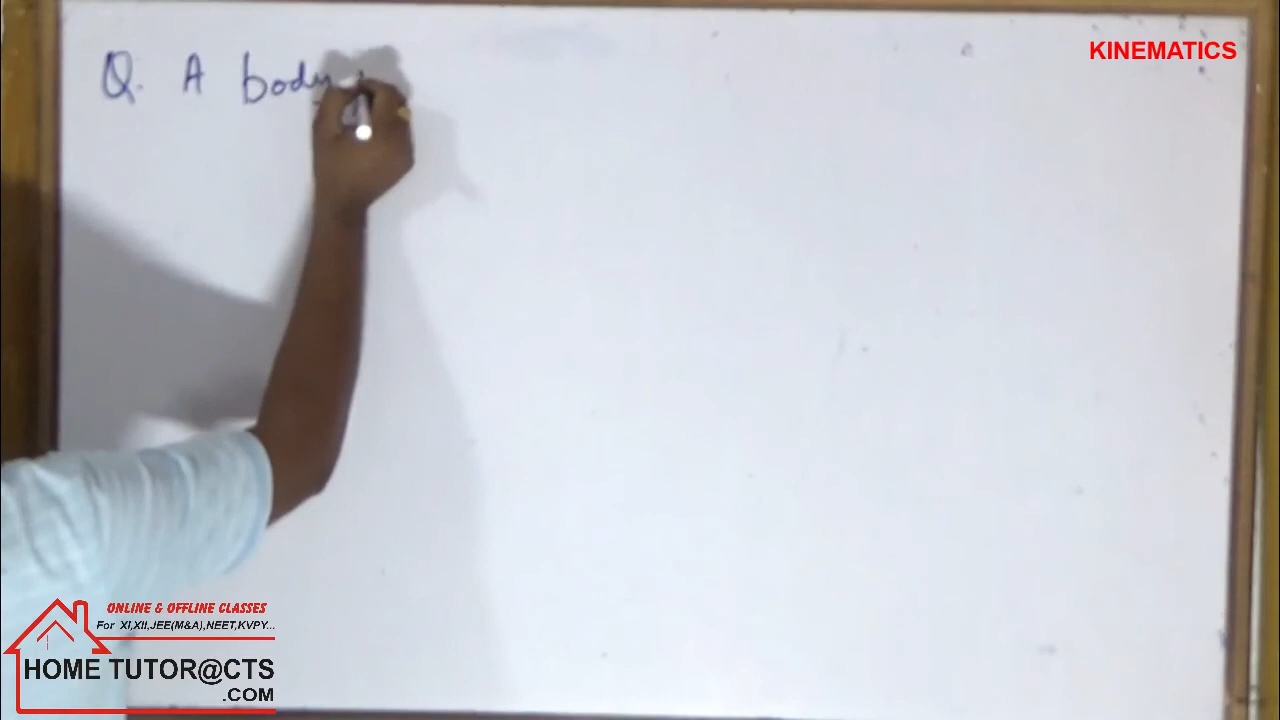 KINEMATICS
Q. A body
ONLINE & OFFLINE CLASSES
For XI,XII,JEE(M&A),NEET,KVPY...
HOME TUTOR@CTS
.COM